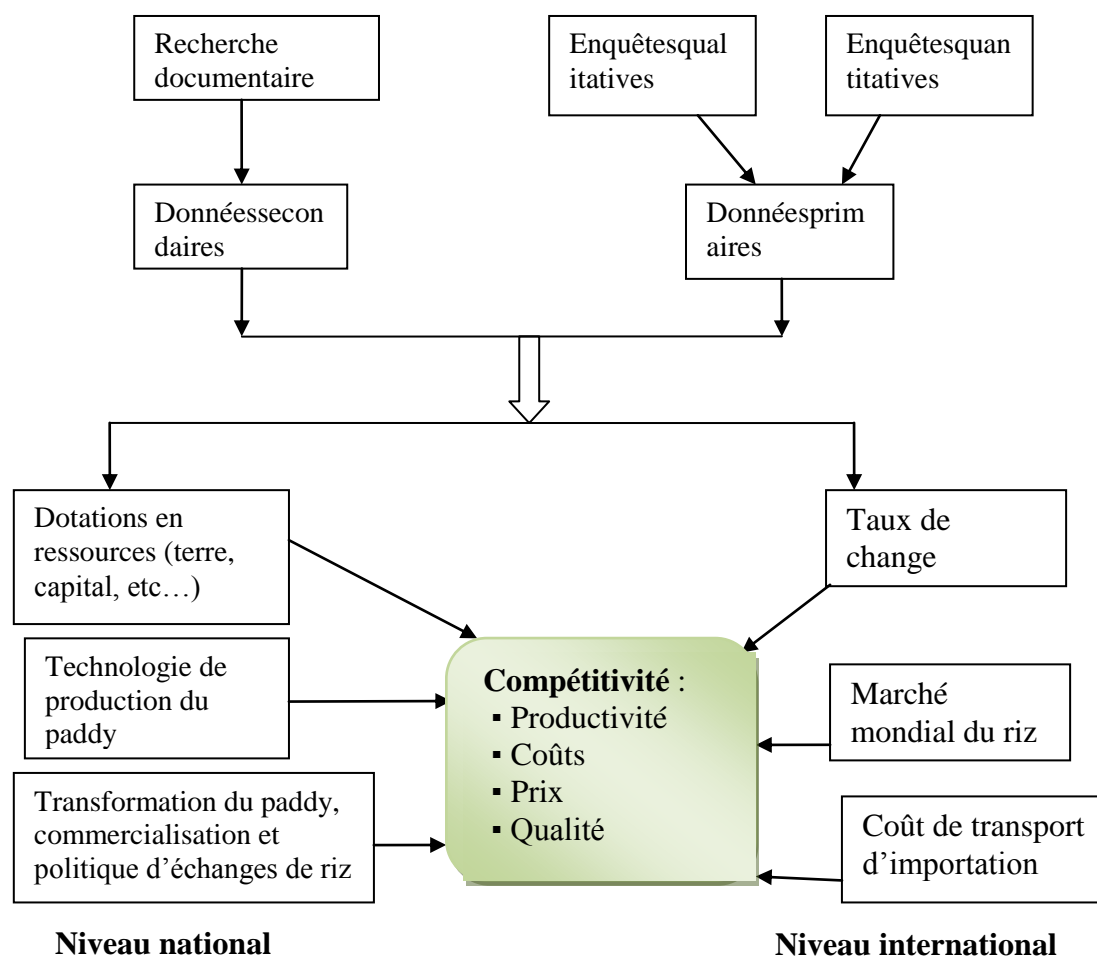 Recherche
documentaire
Enquêtesqual
itatives
Enquêtesquan
titatives
Donnéessecon
daires
Donnéesprim
aires
Dotations en
ressources (terre,
capital, etc…)
Taux de
change
Technologie de
production du
paddy
Compétitivité :
▪ Productivité
▪ Coûts
▪ Prix
▪ Qualité
Marché
mondial du riz
Transformation du paddy,
commercialisation et
politique d’échanges de riz
Coût de transport
d’importation
Niveau national
Niveau international